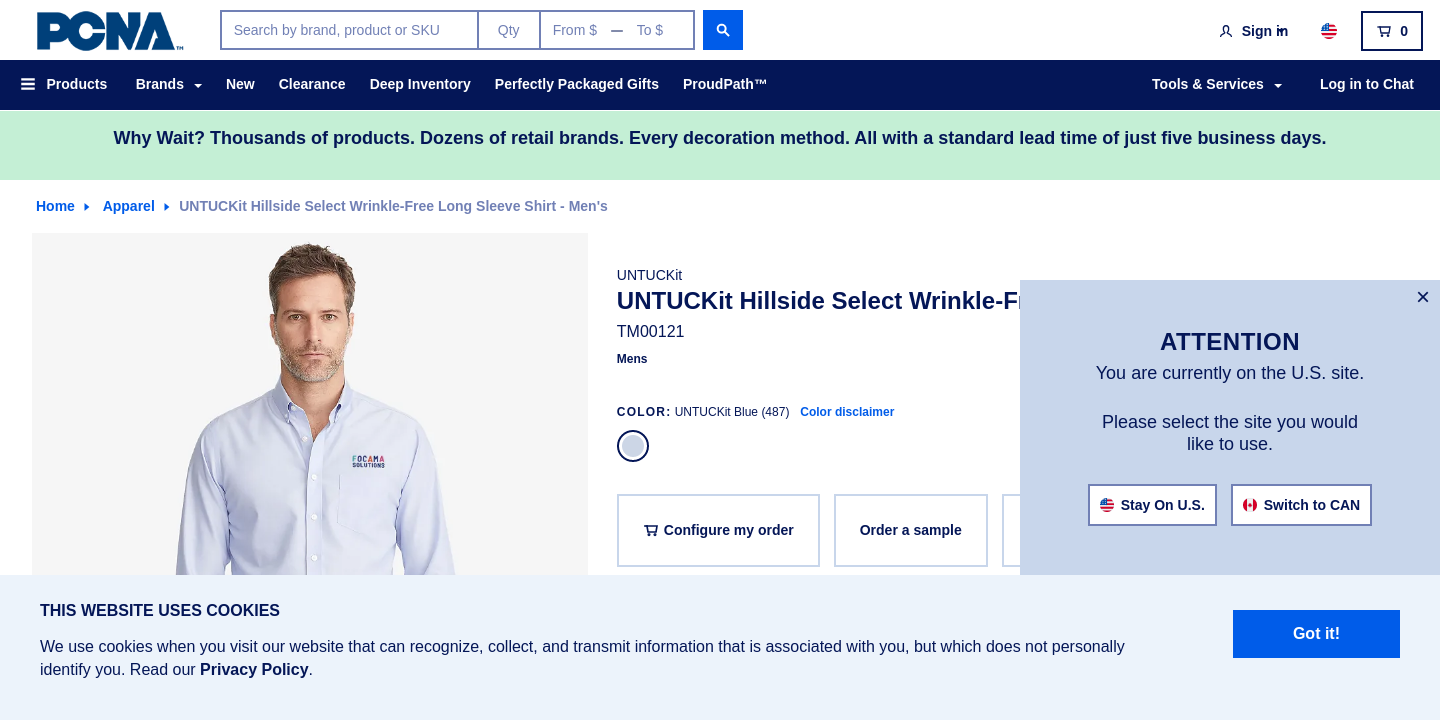 PCNA™
Search by brand, product or SKU
Qty
From $ — To $
Sign in
0
Products
Brands
New
Clearance
Deep Inventory
Perfectly Packaged Gifts
ProudPath™
Tools & Services
Log in to Chat
Why Wait? Thousands of products. Dozens of retail brands. Every decoration method. All with a standard lead time of just five business days.
Home
Apparel
UNTUCKit Hillside Select Wrinkle-Free Long Sleeve Shirt - Men's
FOCAMA
SOLUTIONS
UNTUCKit
UNTUCKit Hillside Select Wrinkle-Fr
TM00121
Mens
COLOR: UNTUCKit Blue (487) Color disclaimer
Configure my order
Order a sample
ATTENTION
You are currently on the U.S. site.
Please select the site you would
like to use.
Stay On U.S.
Switch to CAN
THIS WEBSITE USES COOKIES
We use cookies when you visit our website that can recognize, collect, and transmit information that is associated with you, but which does not personally
identify you. Read our Privacy Policy.
Got it!